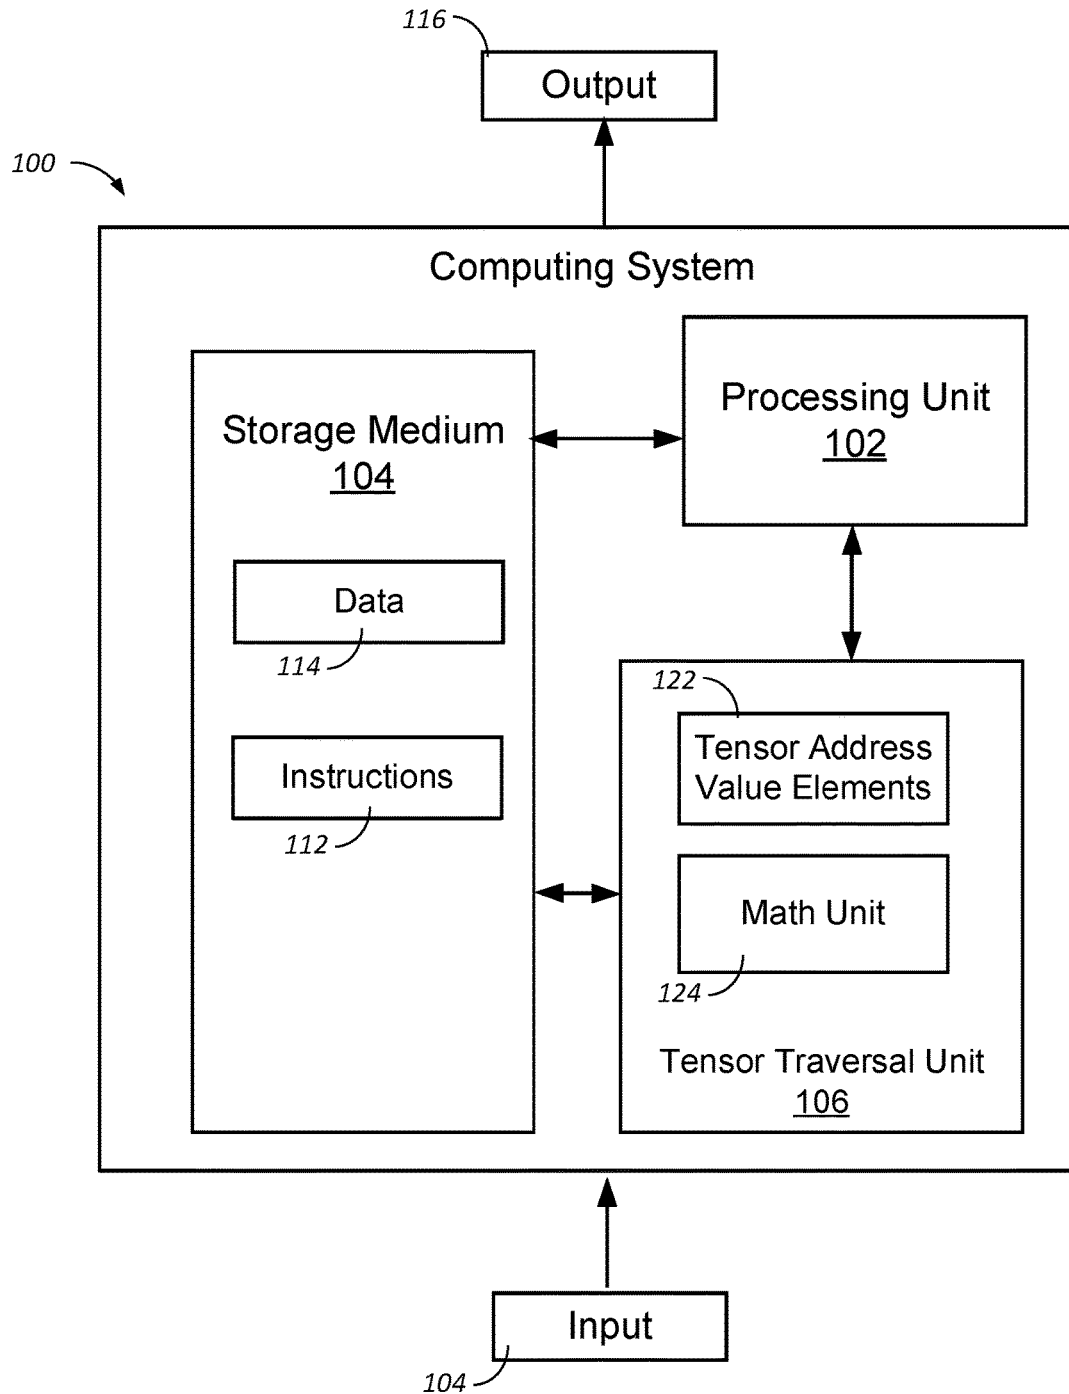 116
Output
100
Computing System
Processing Unit
102
Storage Medium
104
Data
114
122
Tensor Address
Value Elements
Instructions
112
Math Unit
124
Tensor Traversal Unit
106
Input
104